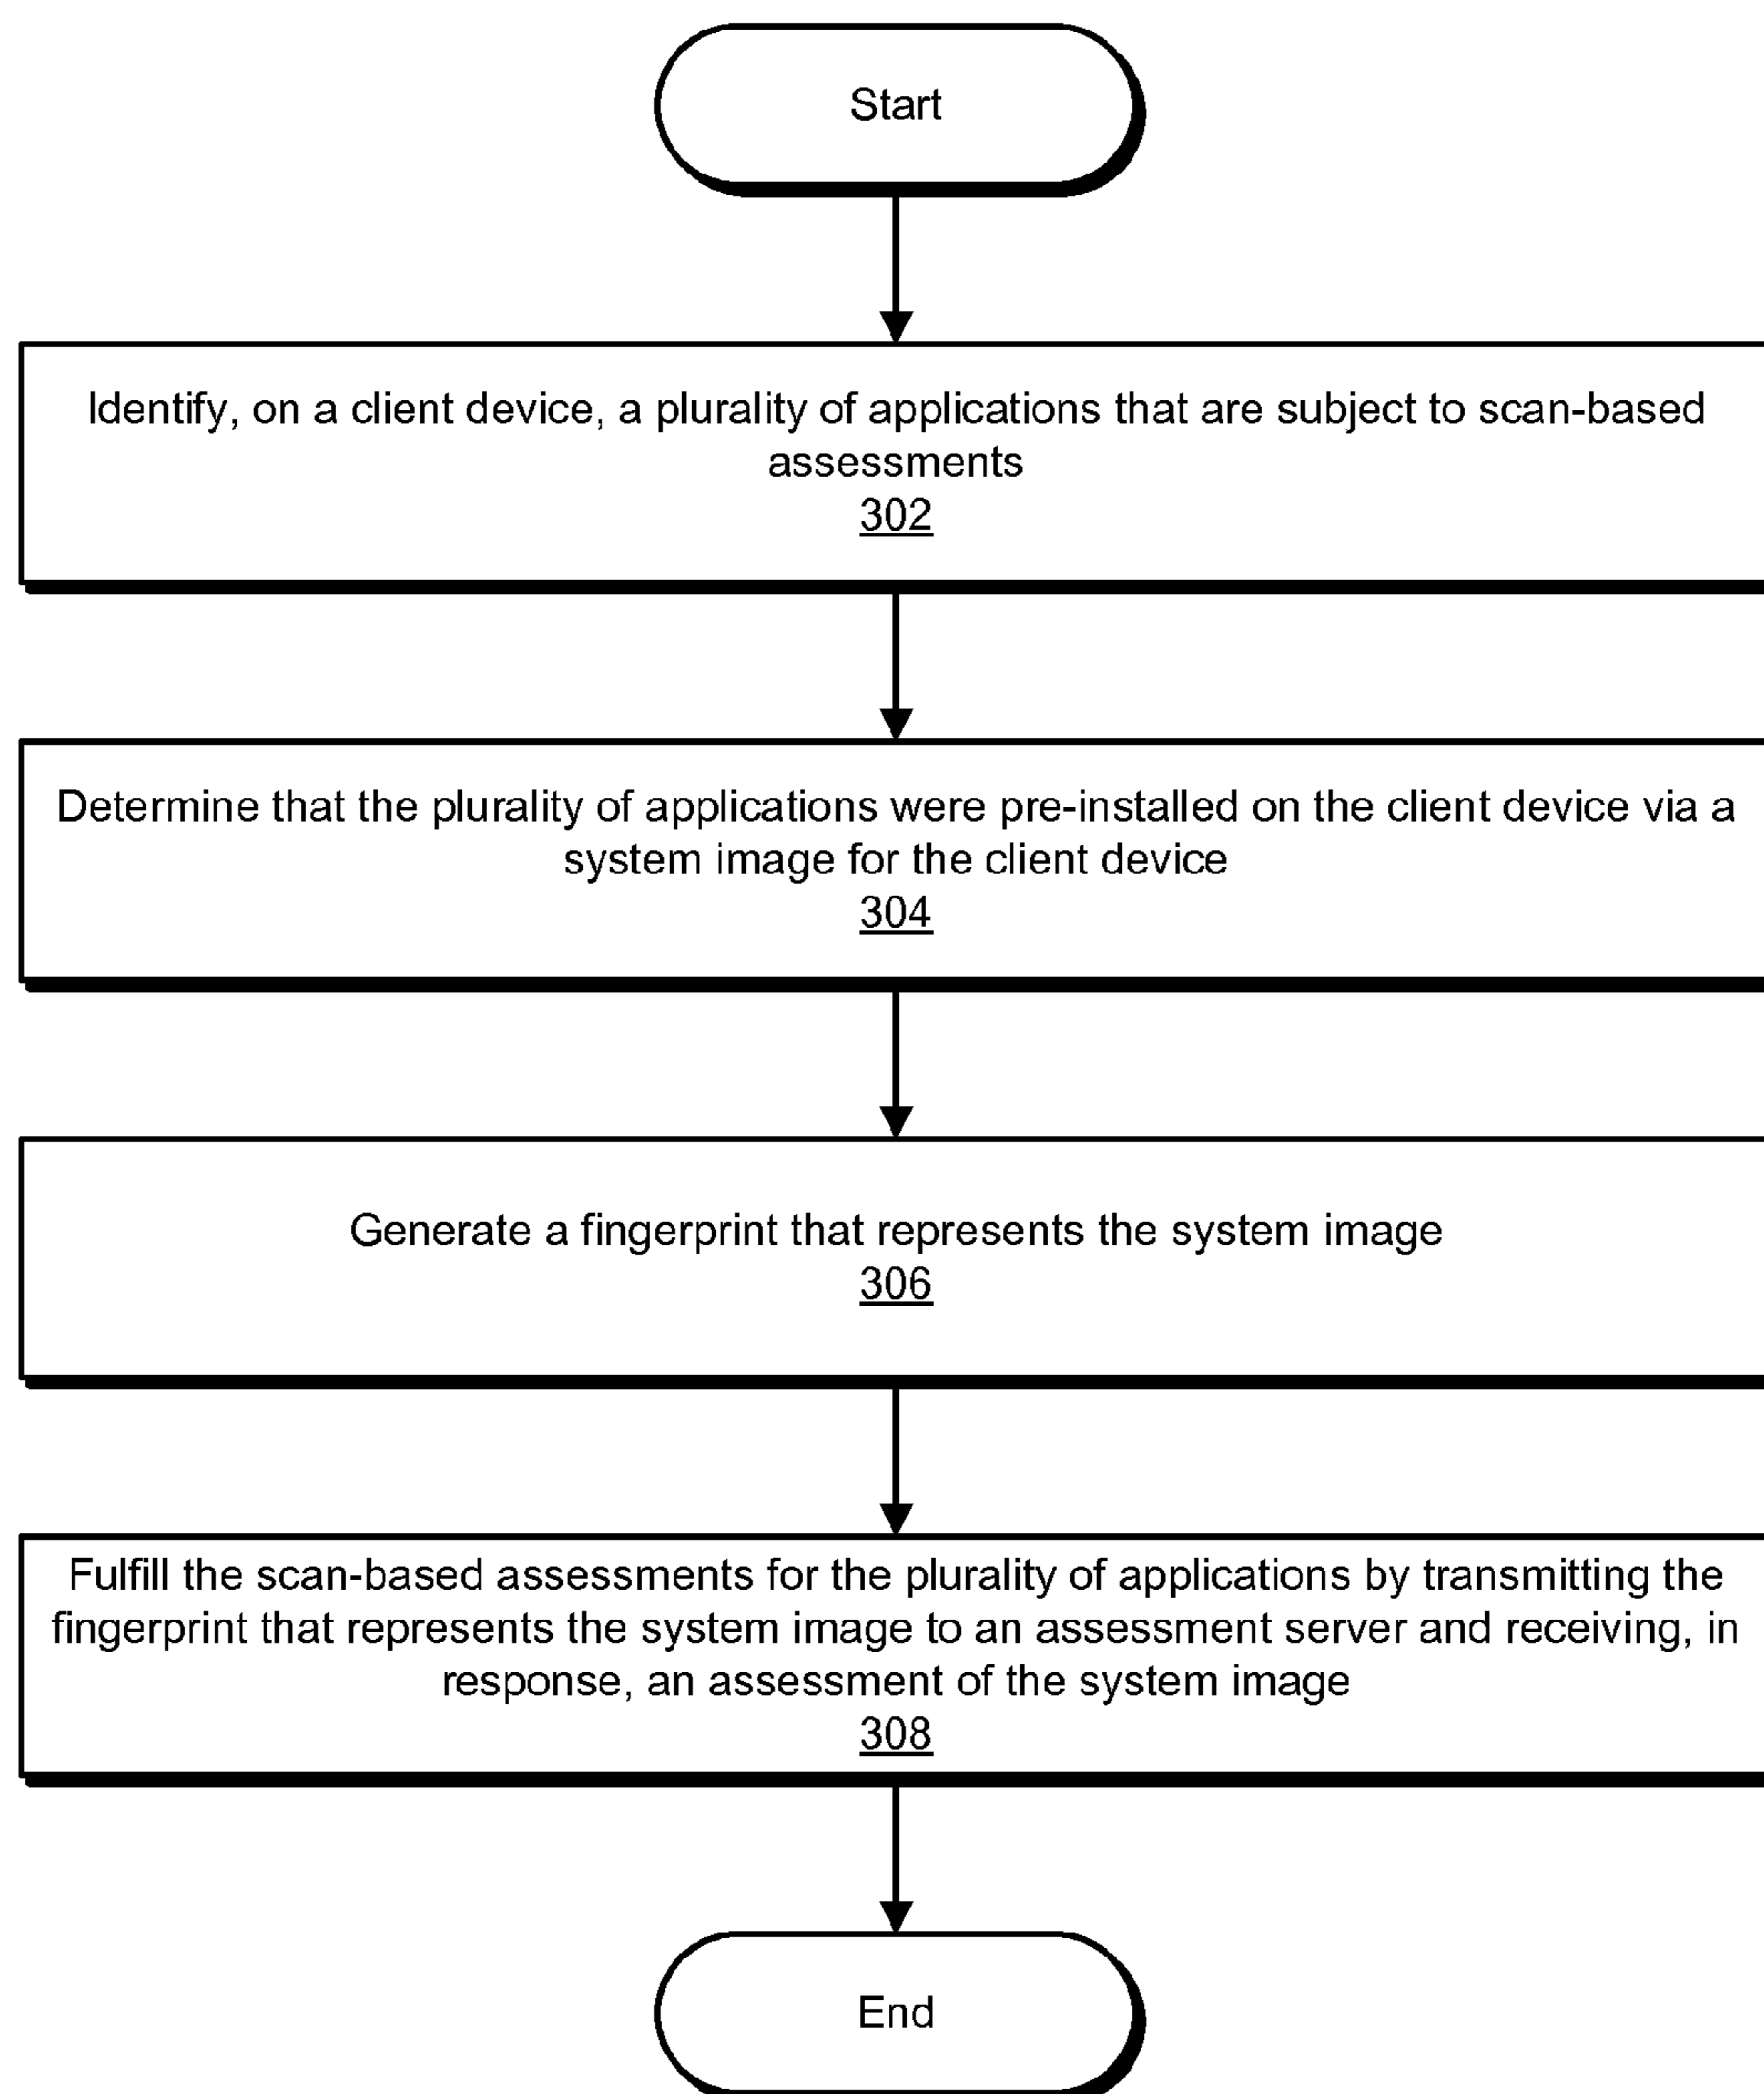 Start
Identify, on a client device, a plurality of applications that are subject to scan-based
assessments
302
Determine that the plurality of applications were pre-installed on the client device via a
system image for the client device
304
Generate a fingerprint that represents the system image
306
Fulfill the scan-based assessments for the plurality of applications by transmitting the
fingerprint that represents the system image to an assessment server and receiving, in
response, an assessment of the system image
308
End